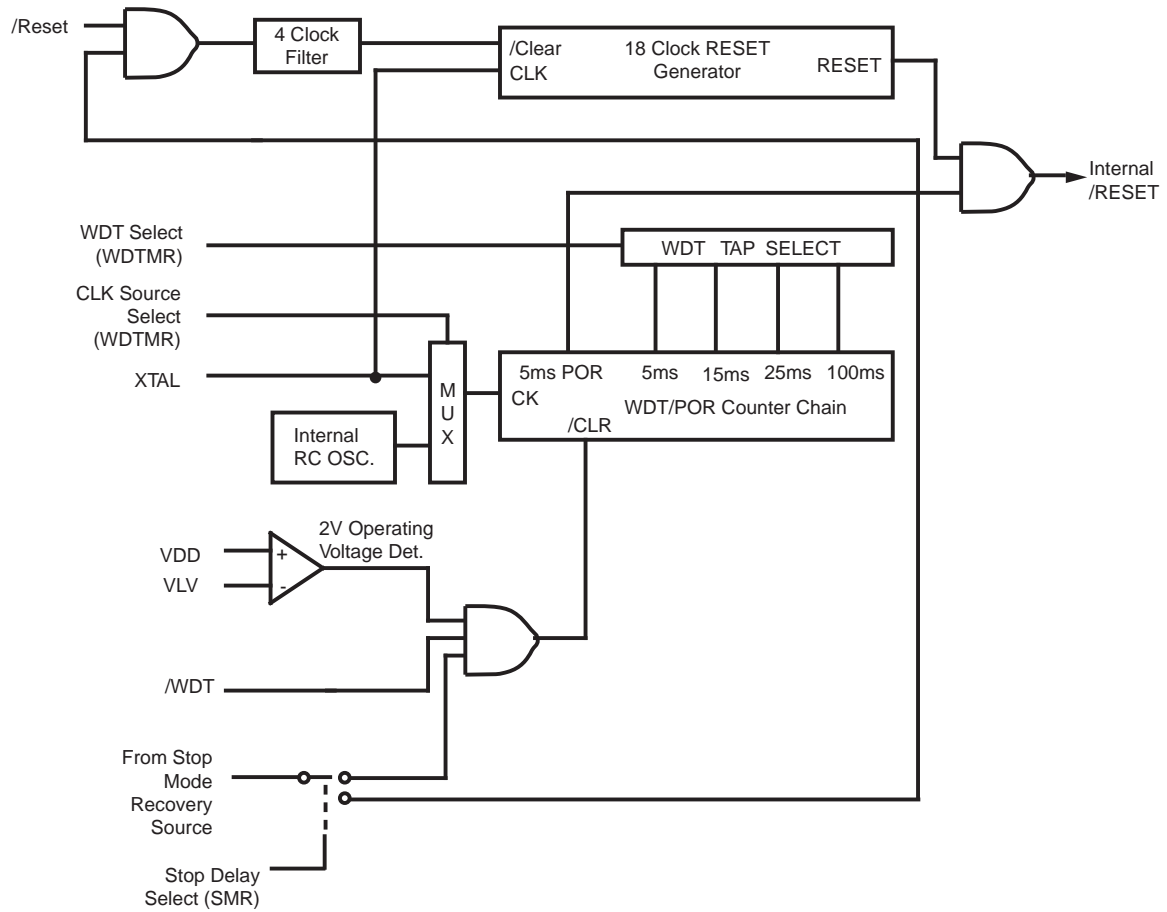 /Reset
4 Clock
Filter
/Clear
CLK
18 Clock RESET
Generator
RESET
Internal
/RESET
WDT Select
(WDTMR)
WDT TAP SELECT
CLK Source
Select
(WDTMR)
XTAL
M
U
X
5ms POR
5ms
15ms
25ms
100ms
CK
WDT/POR Counter Chain
/CLR
Internal
RC OSC.
2V Operating
Voltage Det.
VDD
+
VLV
-
/WDT
From Stop
Mode
Recovery
Source
Stop Delay
Select (SMR)